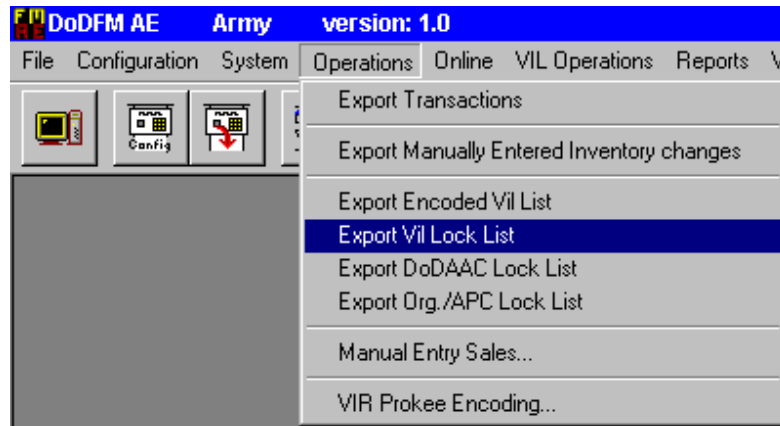 FM AE DoDFM AE Army version: 1.0
File Configuration System Operations Online VIL Operations Reports V
Config
Export Transactions
Export Manually Entered Inventory changes
Export Encoded Vil List
Export Vil Lock List
Export DoDAAC Lock List
Export Org./APC Lock List
Manual Entry Sales...
VIR Prokee Encoding...